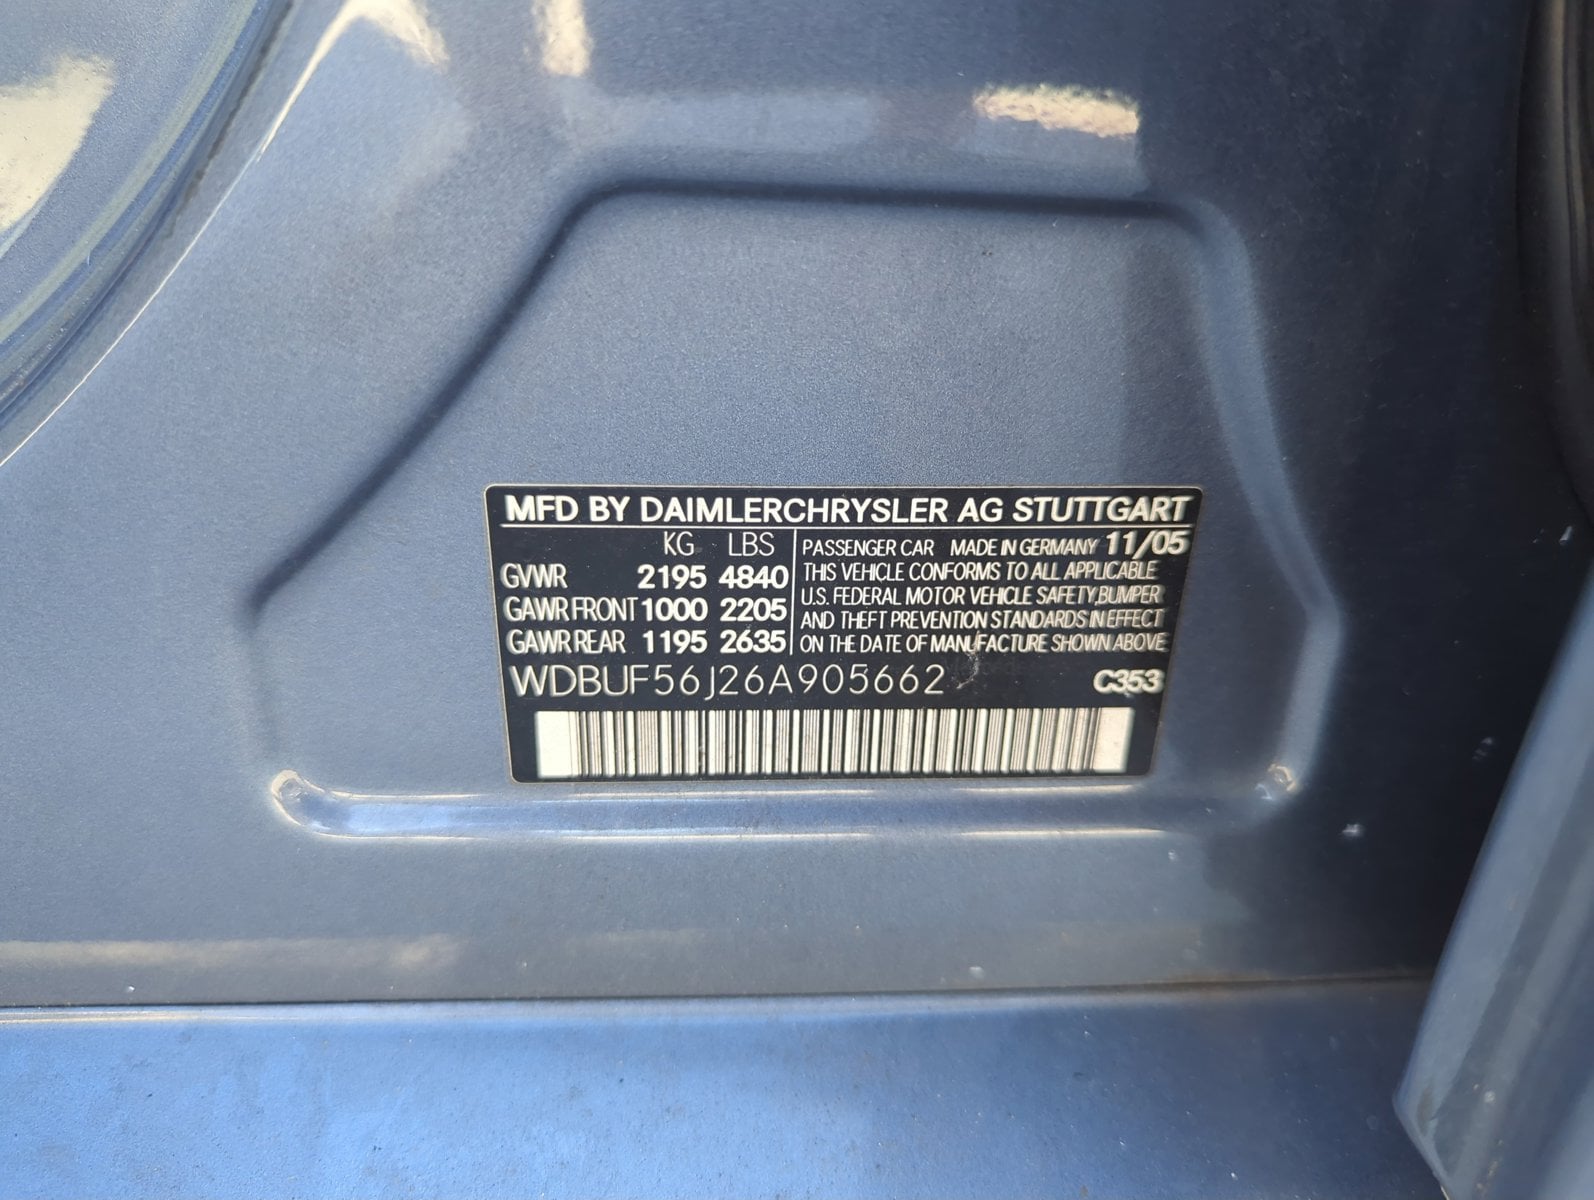 MFD BY DAIMLERCHRYSLER AG STUTTGART
KG LBS
GVWR 2195 4840
GAWR FRONT 1000 2205
GAWR REAR 1195 2635
PASSENGER CAR MADE IN GERMANY 11/05
THIS VEHICLE CONFORMS TO ALL APPLICABLE
U.S. FEDERAL MOTOR VEHICLE SAFETY, BUMPER
AND THEFT PREVENTION STANDARDS IN EFFECT
ON THE DATE OF MANUFACTURE SHOWN ABOVE
WDBUF56J26A905662 C353